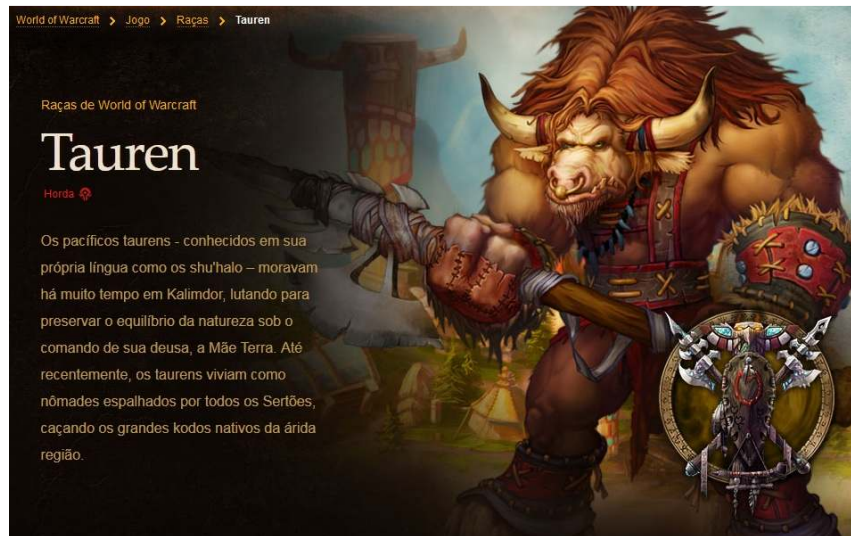 World of Warcraft > Jogo > Raças > Tauren
Raças de World of Warcraft
Tauren
Horda
Os pacíficos taurens - conhecidos em sua
própria língua como os shu'halo – moravam
há muito tempo em Kalimdor, lutando para
preservar o equilíbrio da natureza sob o
comando de sua deusa, a Mãe Terra. Até
recentemente, os taurens viviam como
nômades espalhados por todos os Sertões,
caçando os grandes kodos nativos da árida
região.